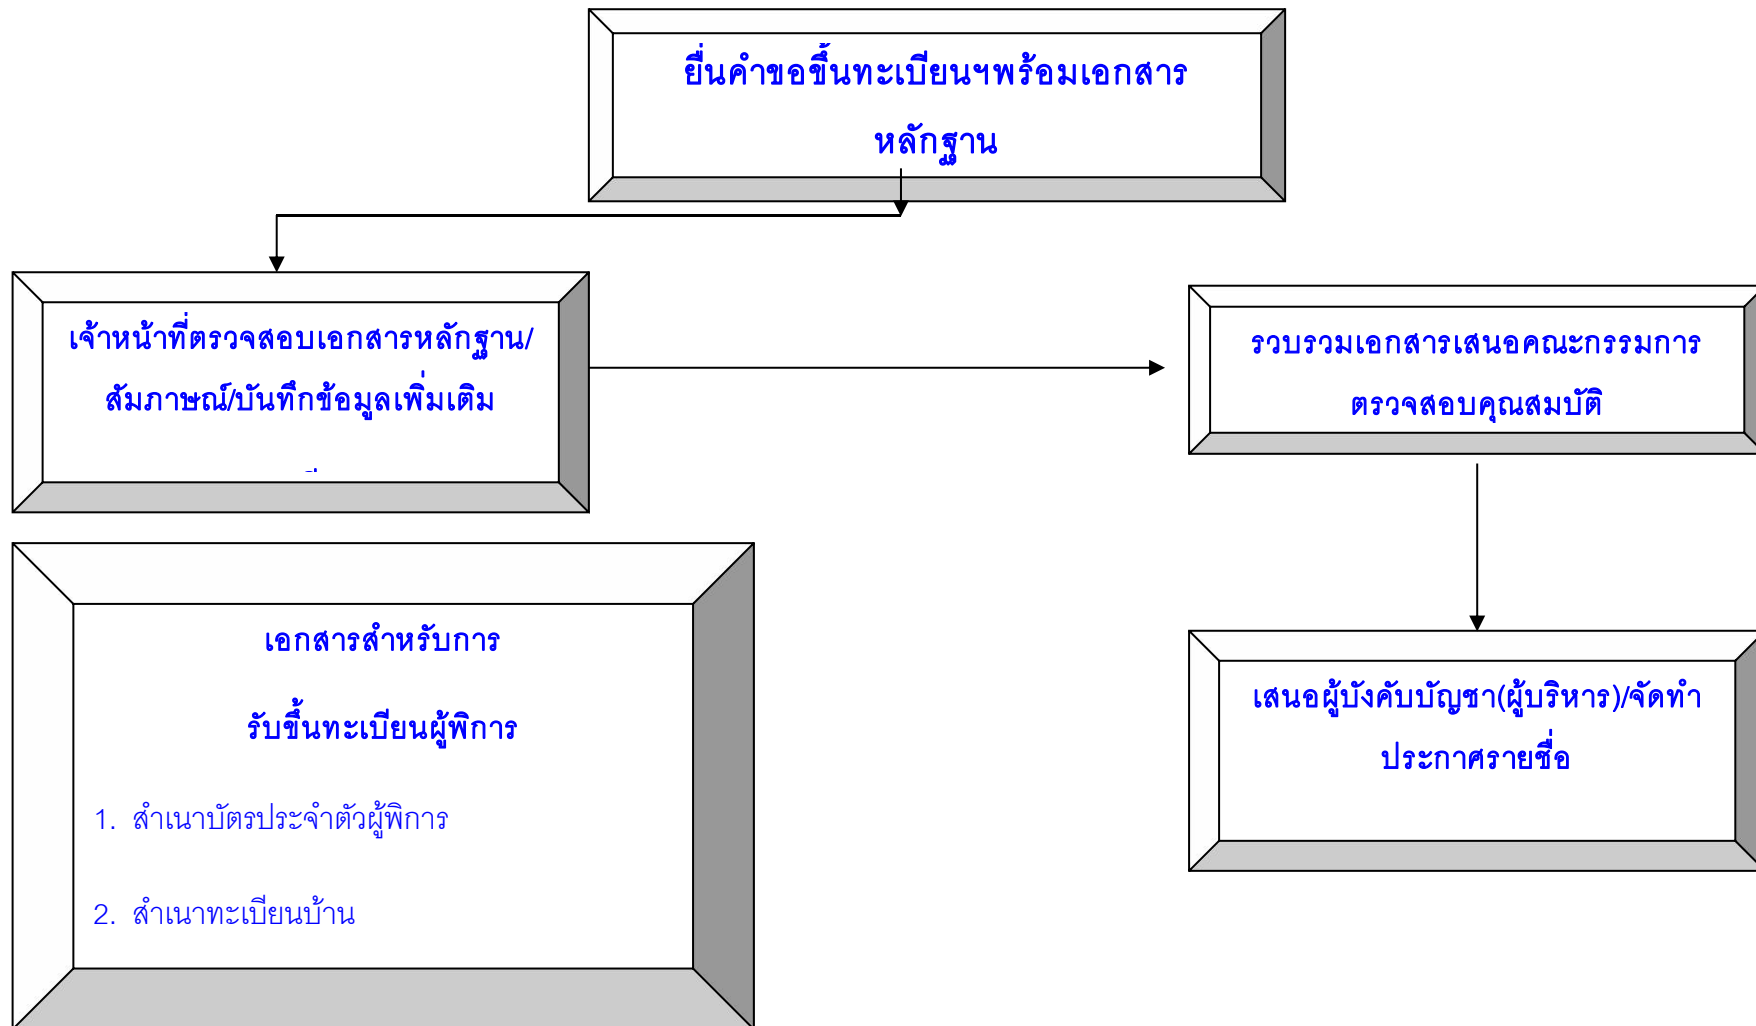 ยื่นคำขอขึ้นทะเบียนฯพร้อมเอกสาร
หลักฐาน
เจ้าหน้าที่ตรวจสอบเอกสารหลักฐาน/
สัมภาษณ์/บันทึกข้อมูลเพิ่มเติม
รวบรวมเอกสารเสนอคณะกรรมการ
ตรวจสอบคุณสมบัติ
เอกสารสำหรับการ
รับขึ้นทะเบียนผู้พิการ
1. สำเนาบัตรประจำตัวผู้พิการ
2. สำเนาทะเบียนบ้าน
เสนอผู้บังคับบัญชา(ผู้บริหาร)/จัดทำ
ประกาศรายชื่อ